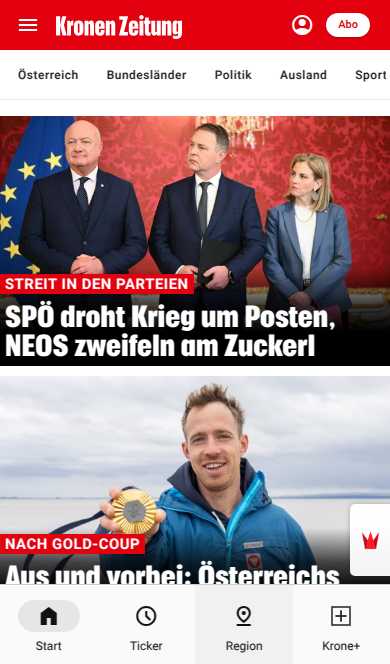 Kronen Zeitung
Abo
Österreich Bundesländer Politik Ausland Sport
STREIT IN DEN PARTEIEN
SPÖ droht Krieg um Posten,
NEOS zweifeln am Zuckerl
NACH GOLD-COUP
Aus und vorbei: Österreichs
Start Ticker Region Krone+